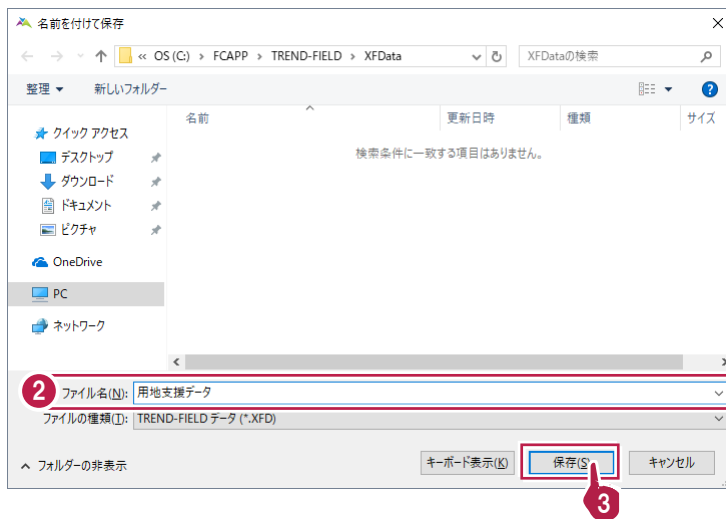 名前を付けて保存
« OS (C:) › FCAPP › TREND-FIELD › XFData
XFDataの検索
整理 新しいフォルダー
名前 更新日時 種類 サイズ
クイック アクセス
検索条件に一致する項目はありません。
デスクトップ
ダウンロード
ドキュメント
ピクチャ
OneDrive
PC
ネットワーク
2 ファイル名(N): 用地支援データ
ファイルの種類(T): TREND-FIELD データ (*.XFD)
フォルダーの非表示 キーボード表示(K) 保存(S) キャンセル
3